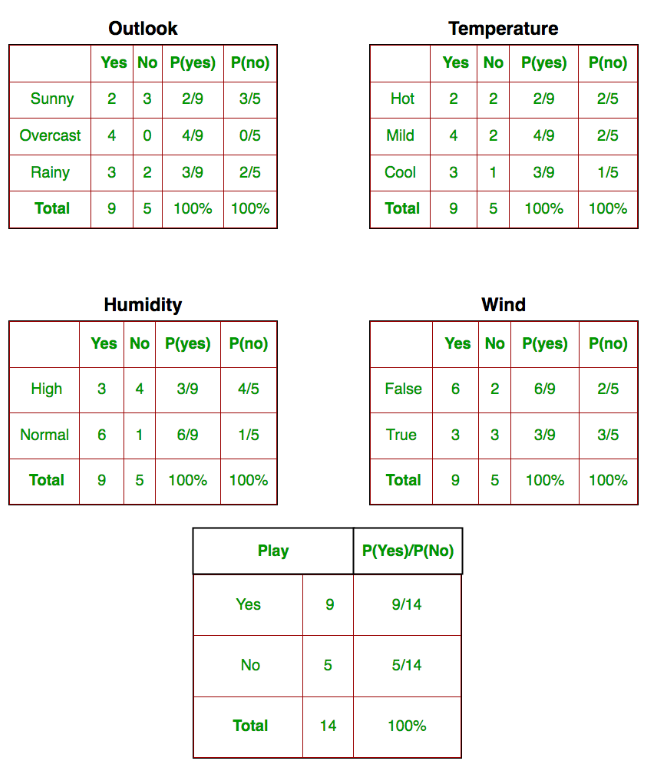 Outlook
Yes No P(yes) P(no)
Sunny 2 3 2/9 3/5
Overcast 4 0 4/9 0/5
Rainy 3 2 3/9 2/5
Total 9 5 100% 100%
Temperature
Yes No P(yes) P(no)
Hot 2 2 2/9 2/5
Mild 4 2 4/9 2/5
Cool 3 1 3/9 1/5
Total 9 5 100% 100%
Humidity
Yes No P(yes) P(no)
High 3 4 3/9 4/5
Normal 6 1 6/9 1/5
Total 9 5 100% 100%
Wind
Yes No P(yes) P(no)
False 6 2 6/9 2/5
True 3 3 3/9 3/5
Total 9 5 100% 100%
Play P(Yes)/P(No)
Yes 9 9/14
No 5 5/14
Total 14 100%